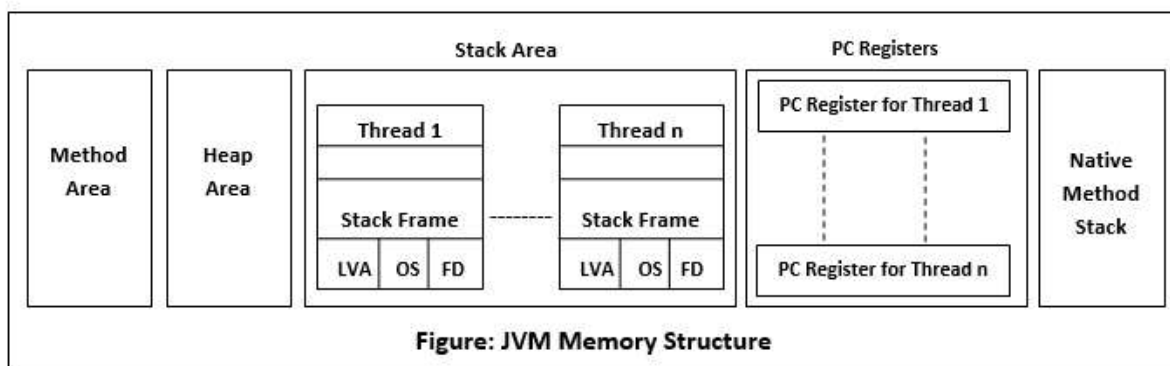 Stack Area
PC Registers
Method
Area
Heap
Area
Thread 1
Stack Frame
LVA
OS
FD
Thread n
Stack Frame
LVA
OS
FD
PC Register for Thread 1
PC Register for Thread n
Native
Method
Stack
Figure: JVM Memory Structure